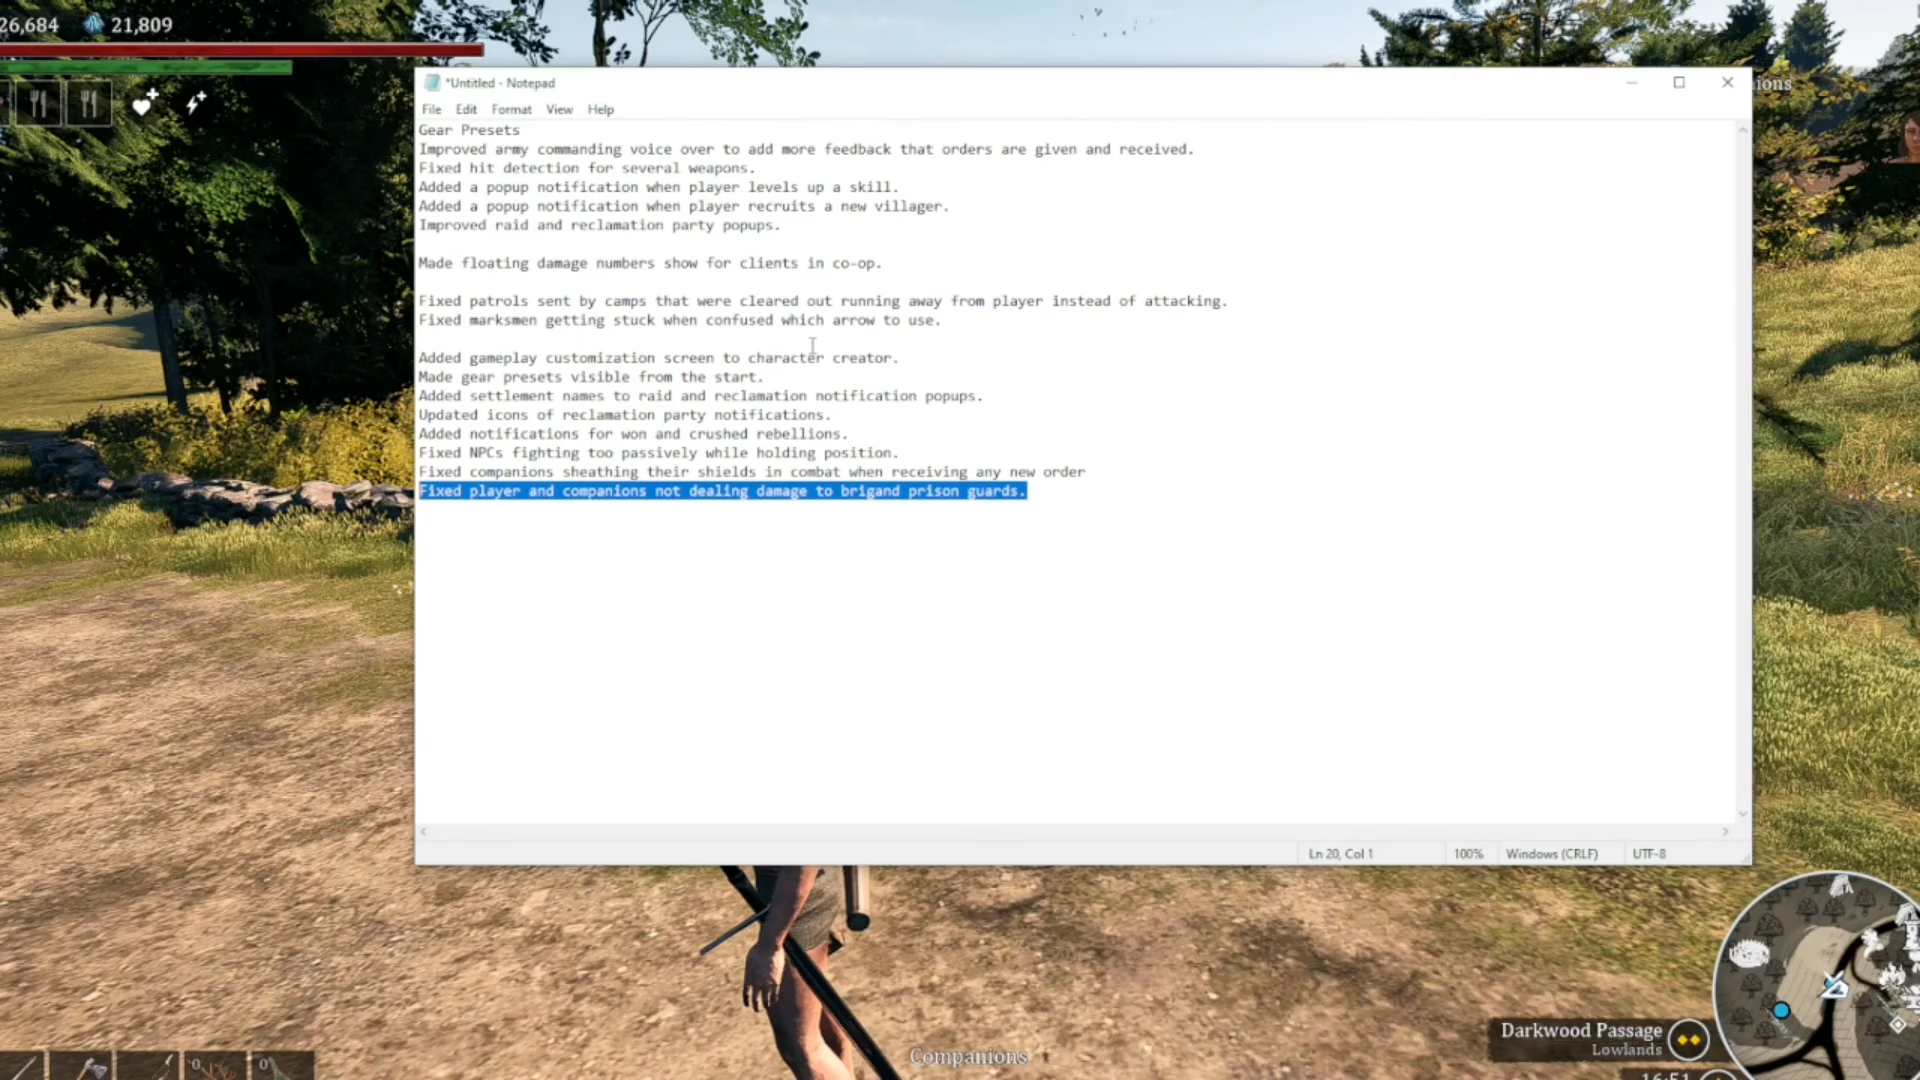 26,684 21,809
*Untitled - Notepad
File Edit Format View Help
Gear Presets
Improved army commanding voice over to add more feedback that orders are given and received.
Fixed hit detection for several weapons.
Added a popup notification when player levels up a skill.
Added a popup notification when player recruits a new villager.
Improved raid and reclamation party popups.
Made floating damage numbers show for clients in co-op.
Fixed patrols sent by camps that were cleared out running away from player instead of attacking.
Fixed marksmen getting stuck when confused which arrow to use.
Added gameplay customization screen to character creator.
Made gear presets visible from the start.
Added settlement names to raid and reclamation notification popups.
Updated icons of reclamation party notifications.
Added notifications for won and crushed rebellions.
Fixed NPCs fighting too passively while holding position.
Fixed companions sheathing their shields in combat when receiving any new order
Fixed player and companions not dealing damage to brigand prison guards.
Ln 20, Col 1 100% Windows (CRLF) UTF-8
Darkwood Passage
Lowlands
Companions
0 0
16:51